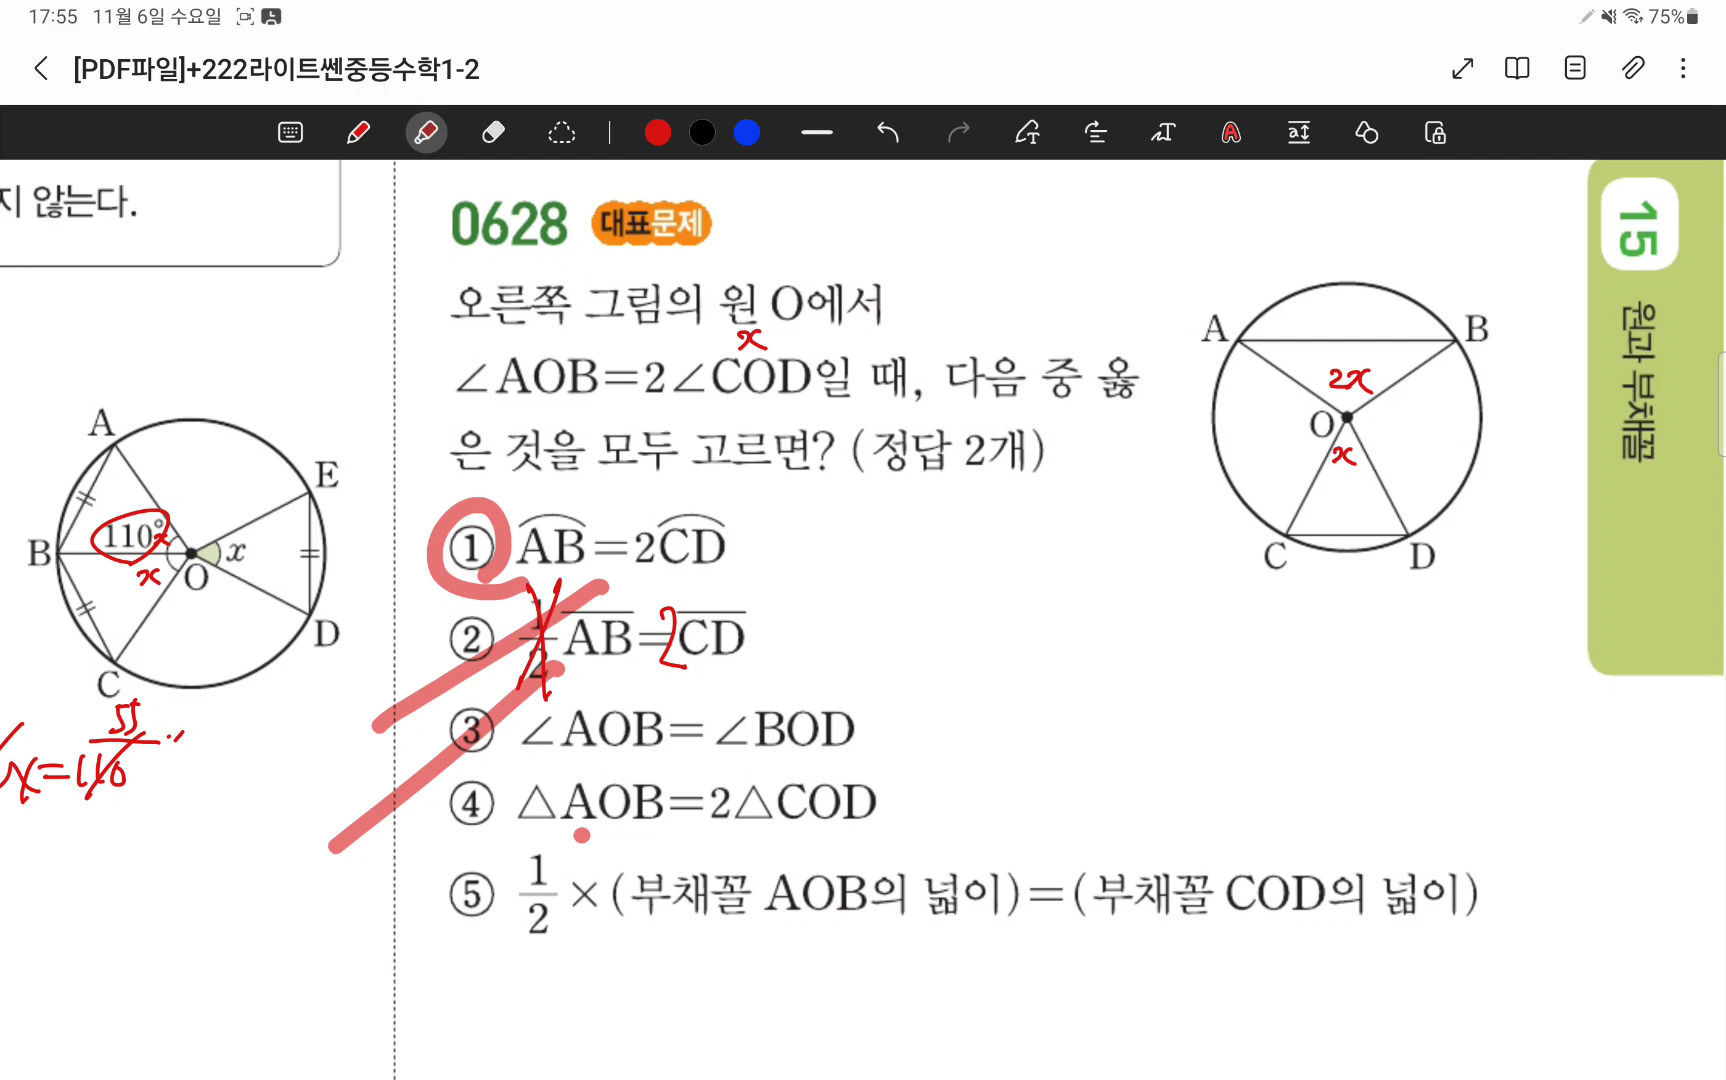 17:55 11월 6일 수요일
75%
[PDF파일]+222라이트쎈중등수학1-2
지 않는다.
A
E
110°
x
x
B
x
O
D
C
55
x=110
0628 대표문제
오른쪽 그림의 원 O에서
x
∠AOB=2∠COD일 때, 다음 중 옳
은 것을 모두 고르면? (정답 2개)
① AB=2CD
② 1/2 AB=2CD
③ ∠AOB=∠BOD
④ △AOB=2△COD
⑤ 1/2×(부채꼴 AOB의 넓이)=(부채꼴 COD의 넓이)
A
B
2x
O
x
C
D
15
원과 부채꼴